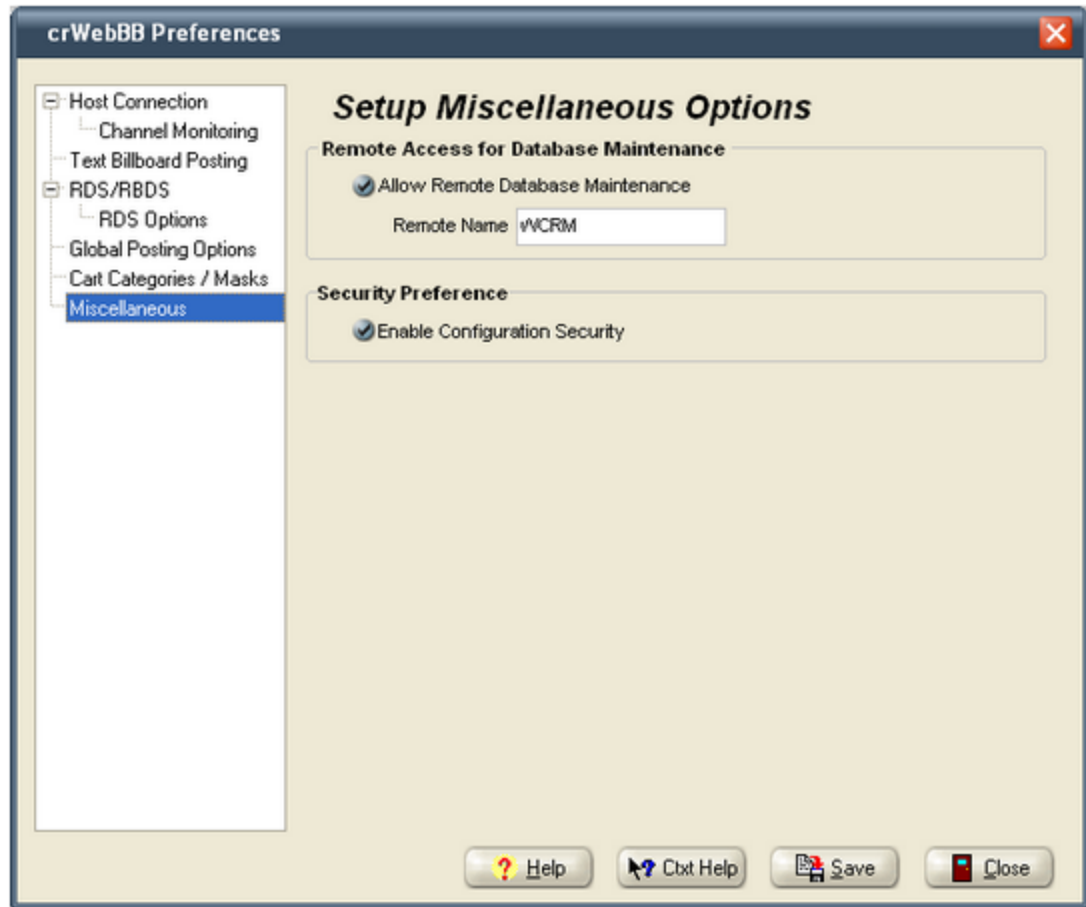 crWebBB Preferences
Host Connection
Channel Monitoring
Text Billboard Posting
RDS/RBDS
RDS Options
Global Posting Options
Cart Categories / Masks
Miscellaneous
Setup Miscellaneous Options
Remote Access for Database Maintenance
Allow Remote Database Maintenance
Remote Name WCRM
Security Preference
Enable Configuration Security
Help Ctxt Help Save Close